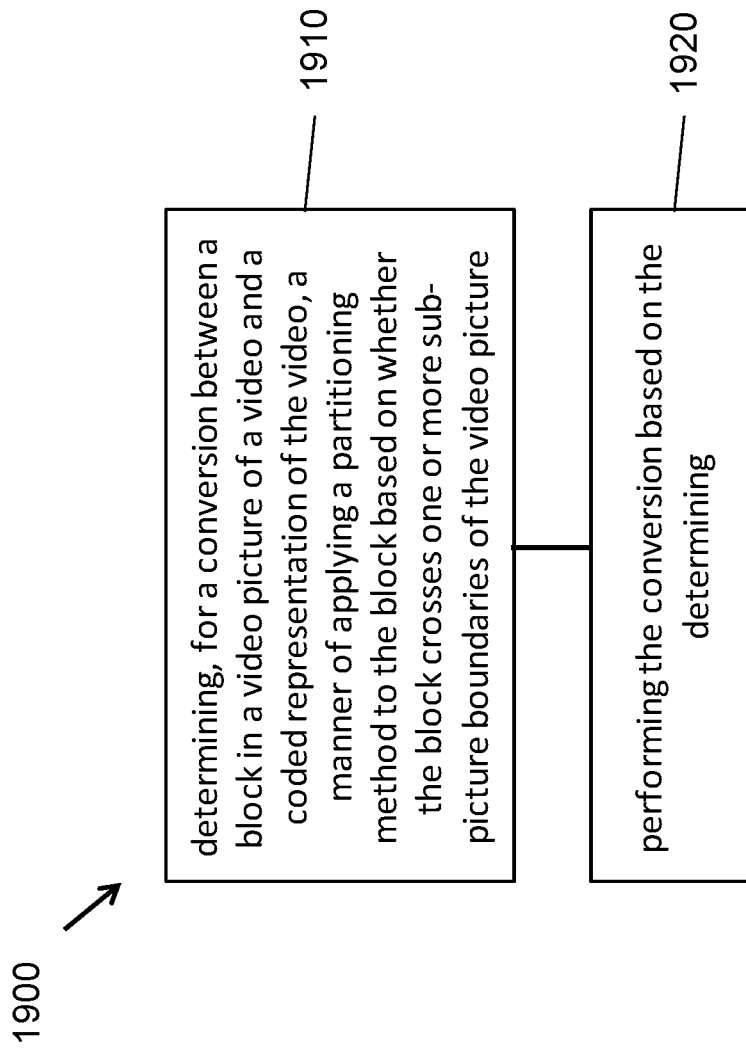 1900
determining, for a conversion between a
block in a video picture of a video and a
coded representation of the video, a
manner of applying a partitioning
method to the block based on whether
the block crosses one or more sub-
picture boundaries of the video picture
1910
performing the conversion based on the
determining
1920